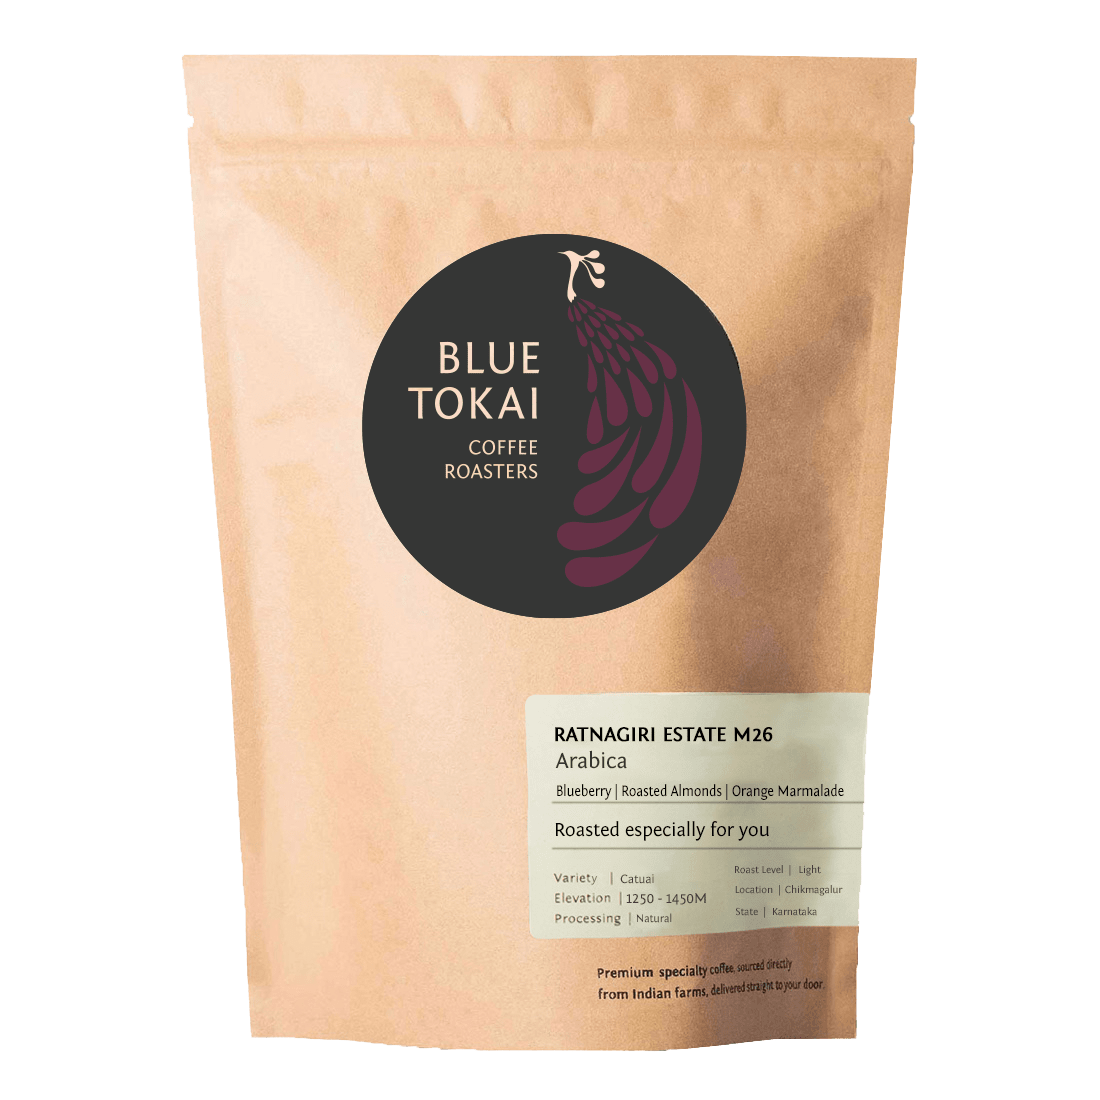 BLUE
TOKAI
COFFEE
ROASTERS
RATNAGIRI ESTATE M26
Arabica
Blueberry | Roasted Almonds | Orange Marmalade
Roasted especially for you
Variety | Catuai
Elevation | 1250 - 1450M
Processing | Natural
Roast Level | Light
Location | Chikmagalur
State | Karnataka
Premium specialty coffee, sourced directly
from Indian farms, delivered straight to your door.